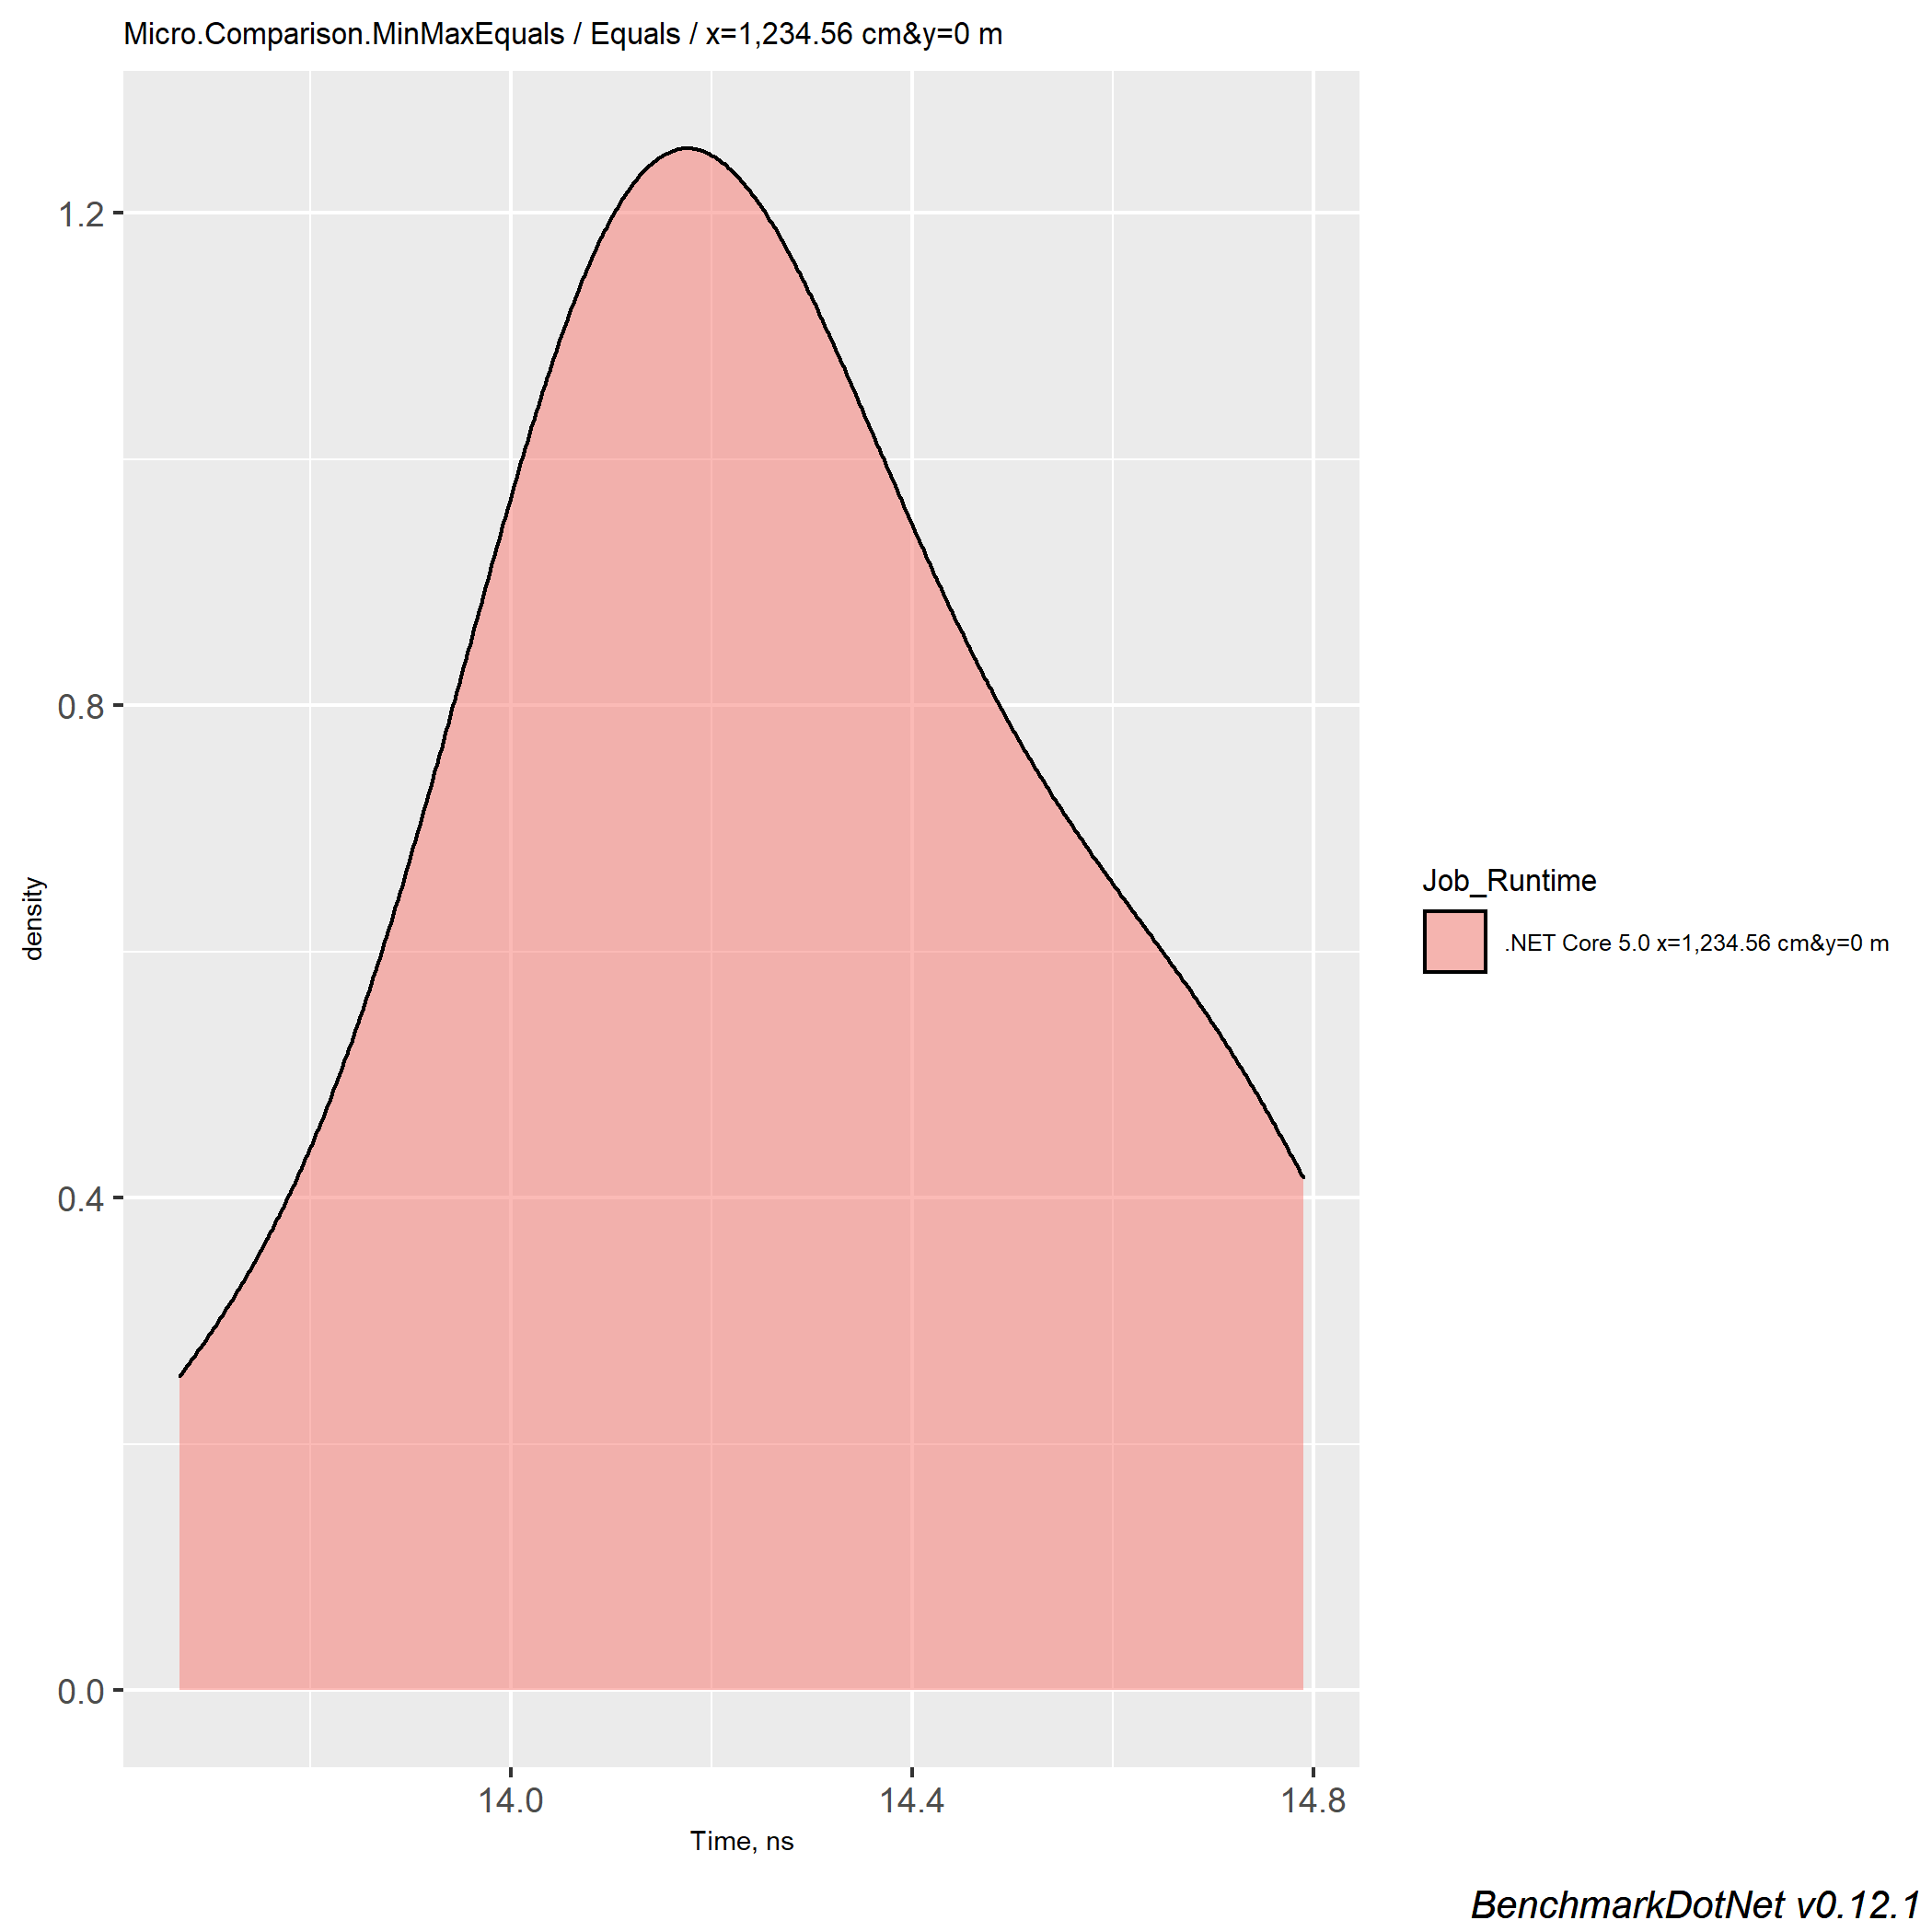 Micro.Comparison.MinMaxEquals / Equals / x=1,234.56 cm&y=0 m
1.2
0.8
0.4
0.0
density
14.0 14.4 14.8
Time, ns
Job_Runtime
.NET Core 5.0 x=1,234.56 cm&y=0 m
BenchmarkDotNet v0.12.1